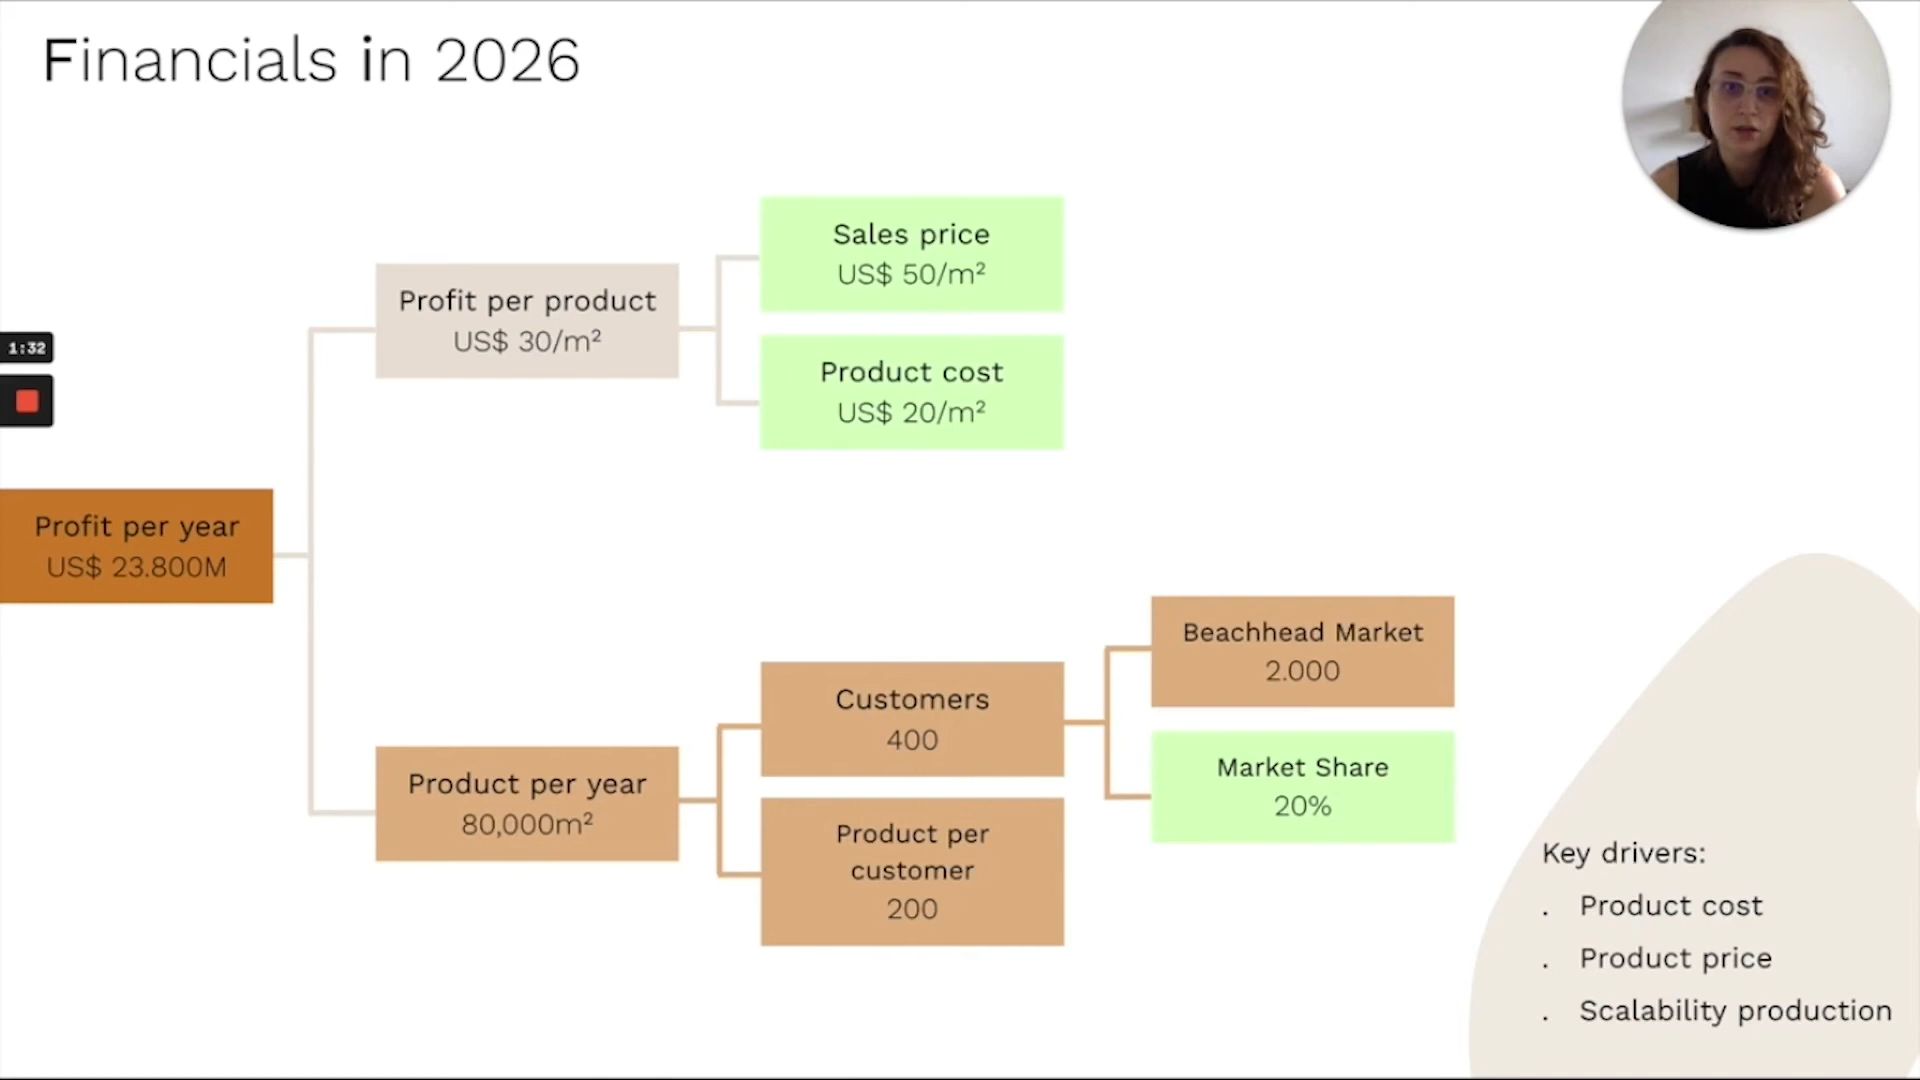 Financials in 2026
Sales price
US$ 50/m²
Profit per product
US$ 30/m²
1:32
Product cost
US$ 20/m²
Profit per year
US$ 23.800M
Beachhead Market
2.000
Customers
400
Market Share
20%
Product per year
80,000m²
Product per
customer
200
Key drivers:
. Product cost
. Product price
. Scalability production